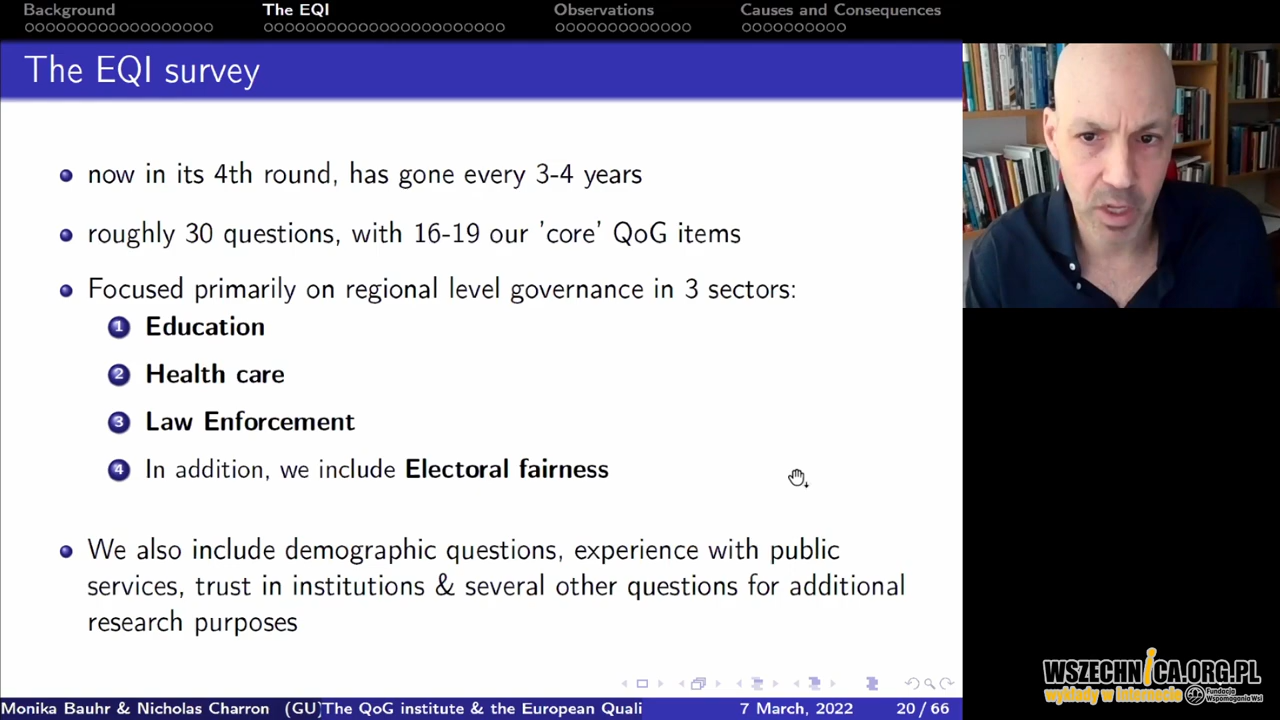 Background The EQI Observations Causes and Consequences
The EQI survey
now in its 4th round, has gone every 3-4 years
roughly 30 questions, with 16-19 our 'core' QoG items
Focused primarily on regional level governance in 3 sectors:
1 Education
2 Health care
3 Law Enforcement
4 In addition, we include Electoral fairness
We also include demographic questions, experience with public
services, trust in institutions & several other questions for additional
research purposes
WSZECHNICA.ORG.PL
wykłady w internecie Fundacja
Wspomagania Wsi
Monika Bauhr & Nicholas Charron (GU) The QoG institute & the European Quali 7 March, 2022 20 / 66